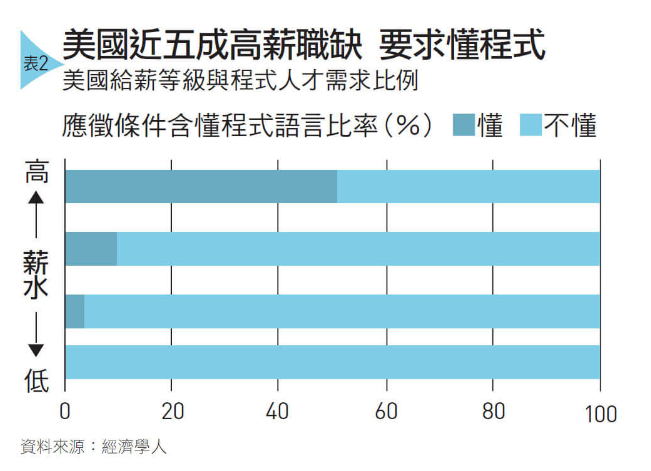 表2
美國近五成高薪職缺 要求懂程式
美國給薪等級與程式人才需求比例
應徵條件含懂程式語言比率(%) 懂 不懂
高
薪水
低
0 20 40 60 80 100
資料來源：經濟學人